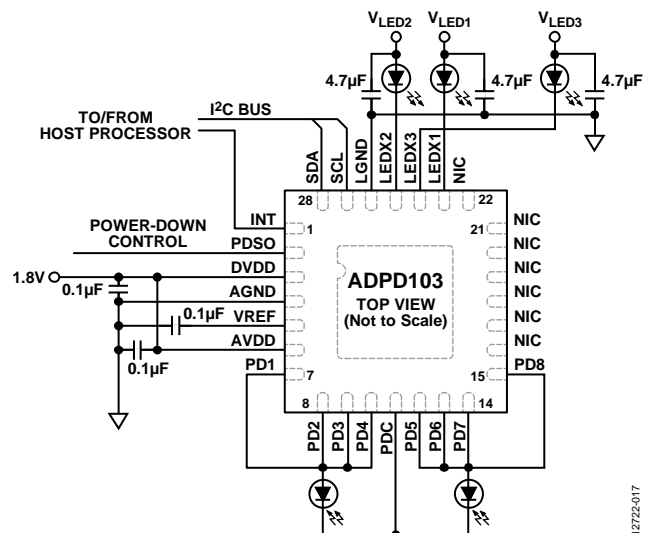 VLED2
VLED1
VLED3
4.7µF
4.7µF
4.7µF
I2C BUS
TO/FROM
HOST PROCESSOR
SDA
SCL
LGND
LEDX2
LEDX3
LEDX1
NIC
28
22
INT
1
21
NIC
POWER-DOWN
CONTROL
PDSO
NIC
1.8V
DVDD
NIC
0.1µF
AGND
NIC
0.1µF
VREF
NIC
AVDD
NIC
0.1µF
PD1
7
15
PD8
ADPD103
TOP VIEW
(Not to Scale)
8
14
PD2
PD3
PD4
PDC
PD5
PD6
PD7
12722-017